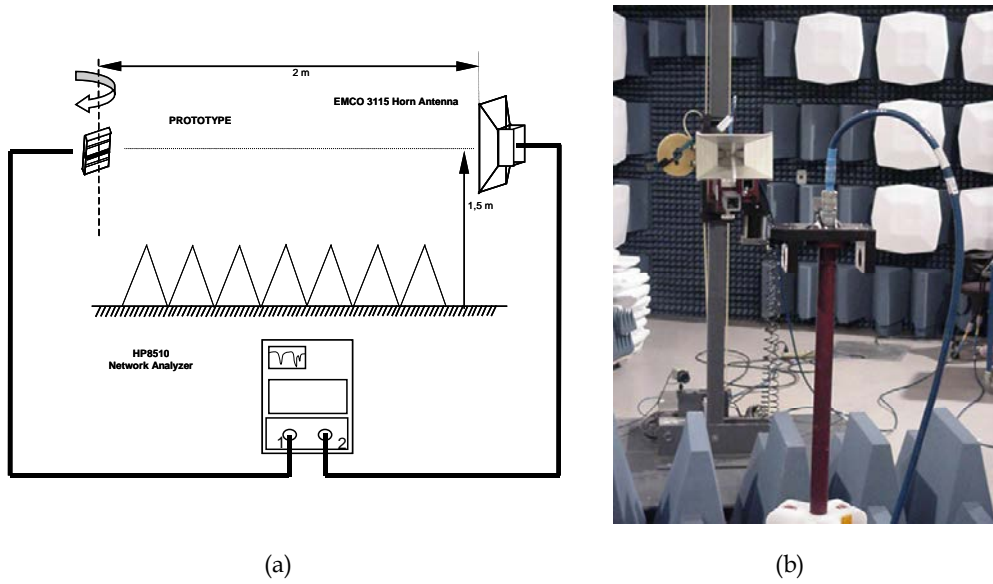 2 m
EMCO 3115 Horn Antenna
PROTOTYPE
1,5 m
HP8510
Network Analyzer
1
2
(a)
(b)